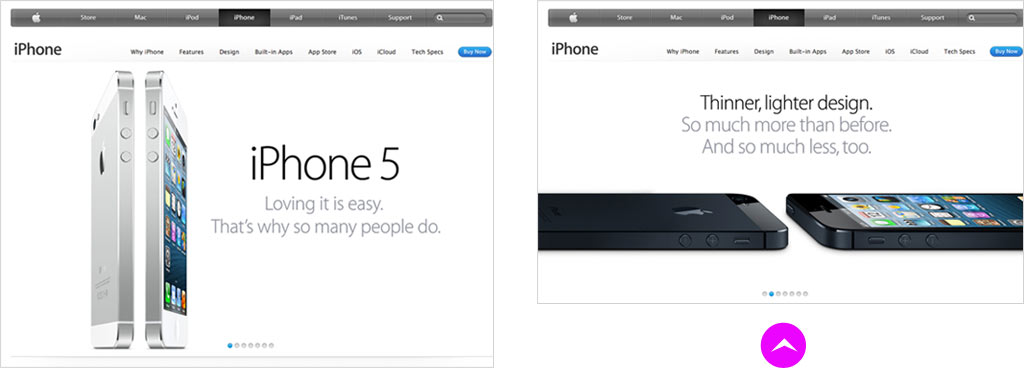 Store Mac iPod iPhone iPad iTunes Support
iPhone
Why iPhone Features Design Built-in Apps App Store iOS iCloud Tech Specs Buy Now
iPhone 5
Loving it is easy.
That's why so many people do.
Store Mac iPod iPhone iPad iTunes Support
iPhone
Why iPhone Features Design Built-in Apps App Store iOS iCloud Tech Specs Buy Now
Thinner, lighter design.
So much more than before.
And so much less, too.